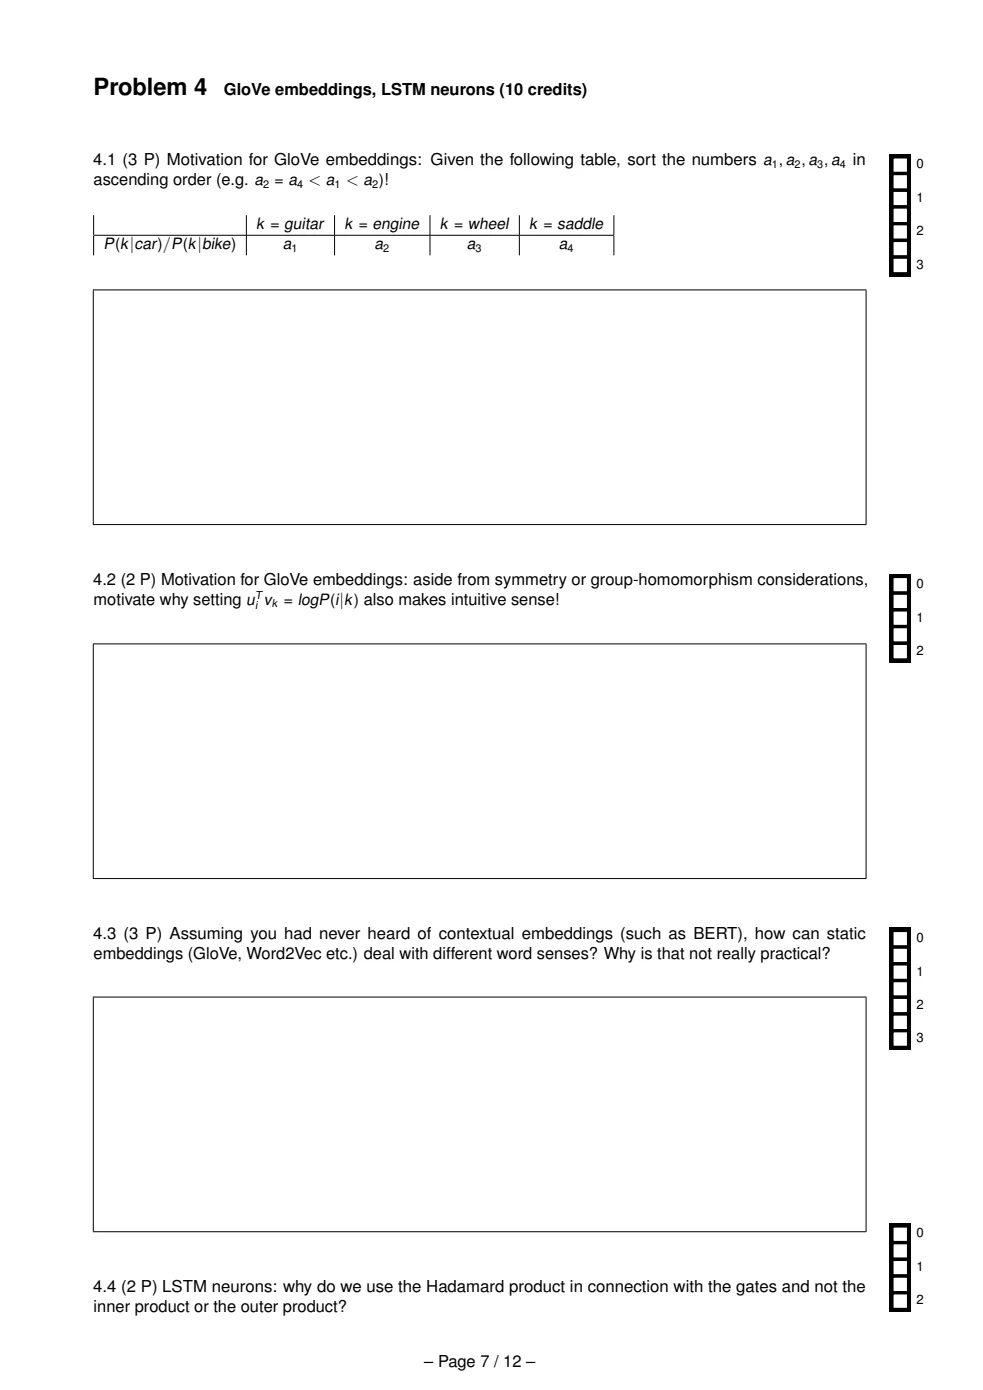 Problem 4 GloVe embeddings, LSTM neurons (10 credits)
4.1 (3 P) Motivation for GloVe embeddings: Given the following table, sort the numbers a₁, a₂, a₃, a₄ in
ascending order (e.g. a₂ = a₄ < a₁ < a₂)!
0
1
2
3
k = guitar k = engine k = wheel k = saddle
P(k|car)/P(k|bike) a₁ a₂ a₃ a₄
4.2 (2 P) Motivation for GloVe embeddings: aside from symmetry or group-homomorphism considerations,
motivate why setting uᵢᵀvₖ = logP(i|k) also makes intuitive sense!
0
1
2
4.3 (3 P) Assuming you had never heard of contextual embeddings (such as BERT), how can static
embeddings (GloVe, Word2Vec etc.) deal with different word senses? Why is that not really practical?
0
1
2
3
4.4 (2 P) LSTM neurons: why do we use the Hadamard product in connection with the gates and not the
inner product or the outer product?
0
1
2
– Page 7 / 12 –